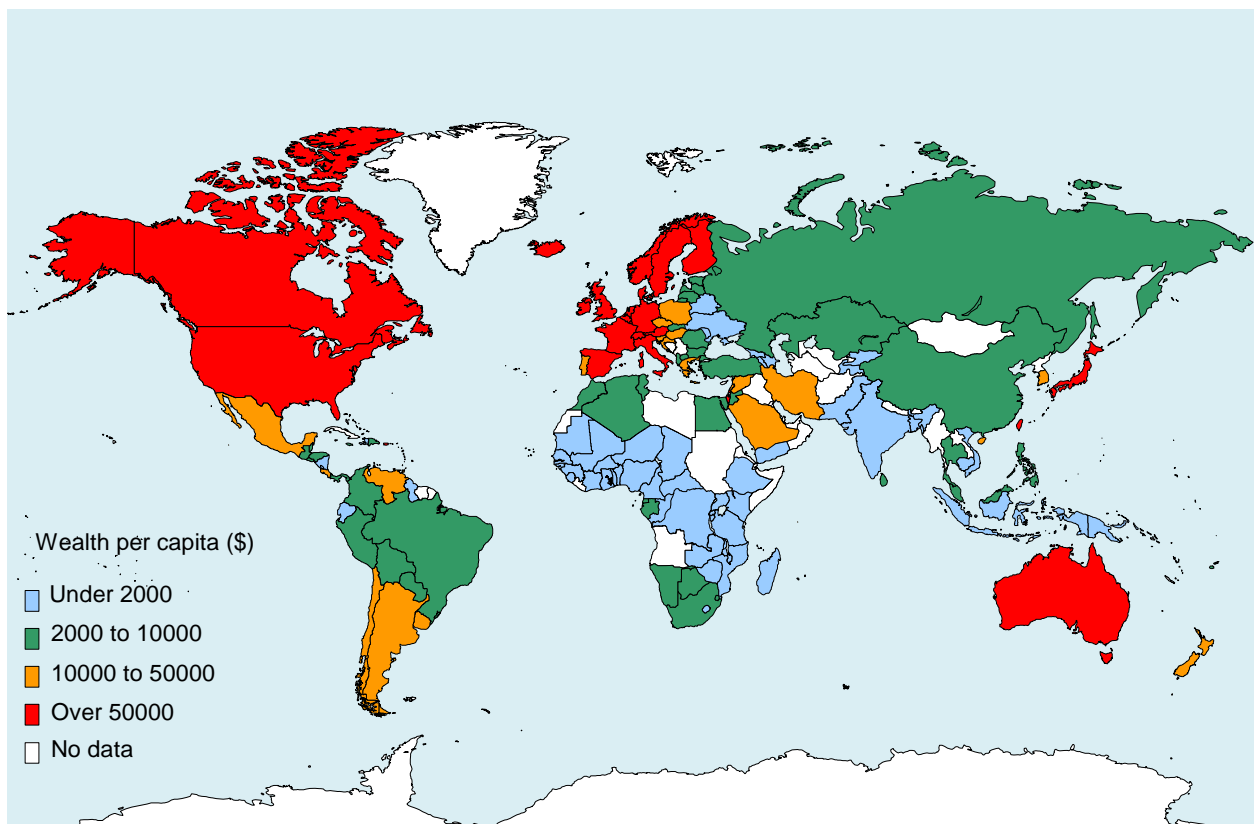 Wealth per capita ($)
Under 2000
2000 to 10000
10000 to 50000
Over 50000
No data